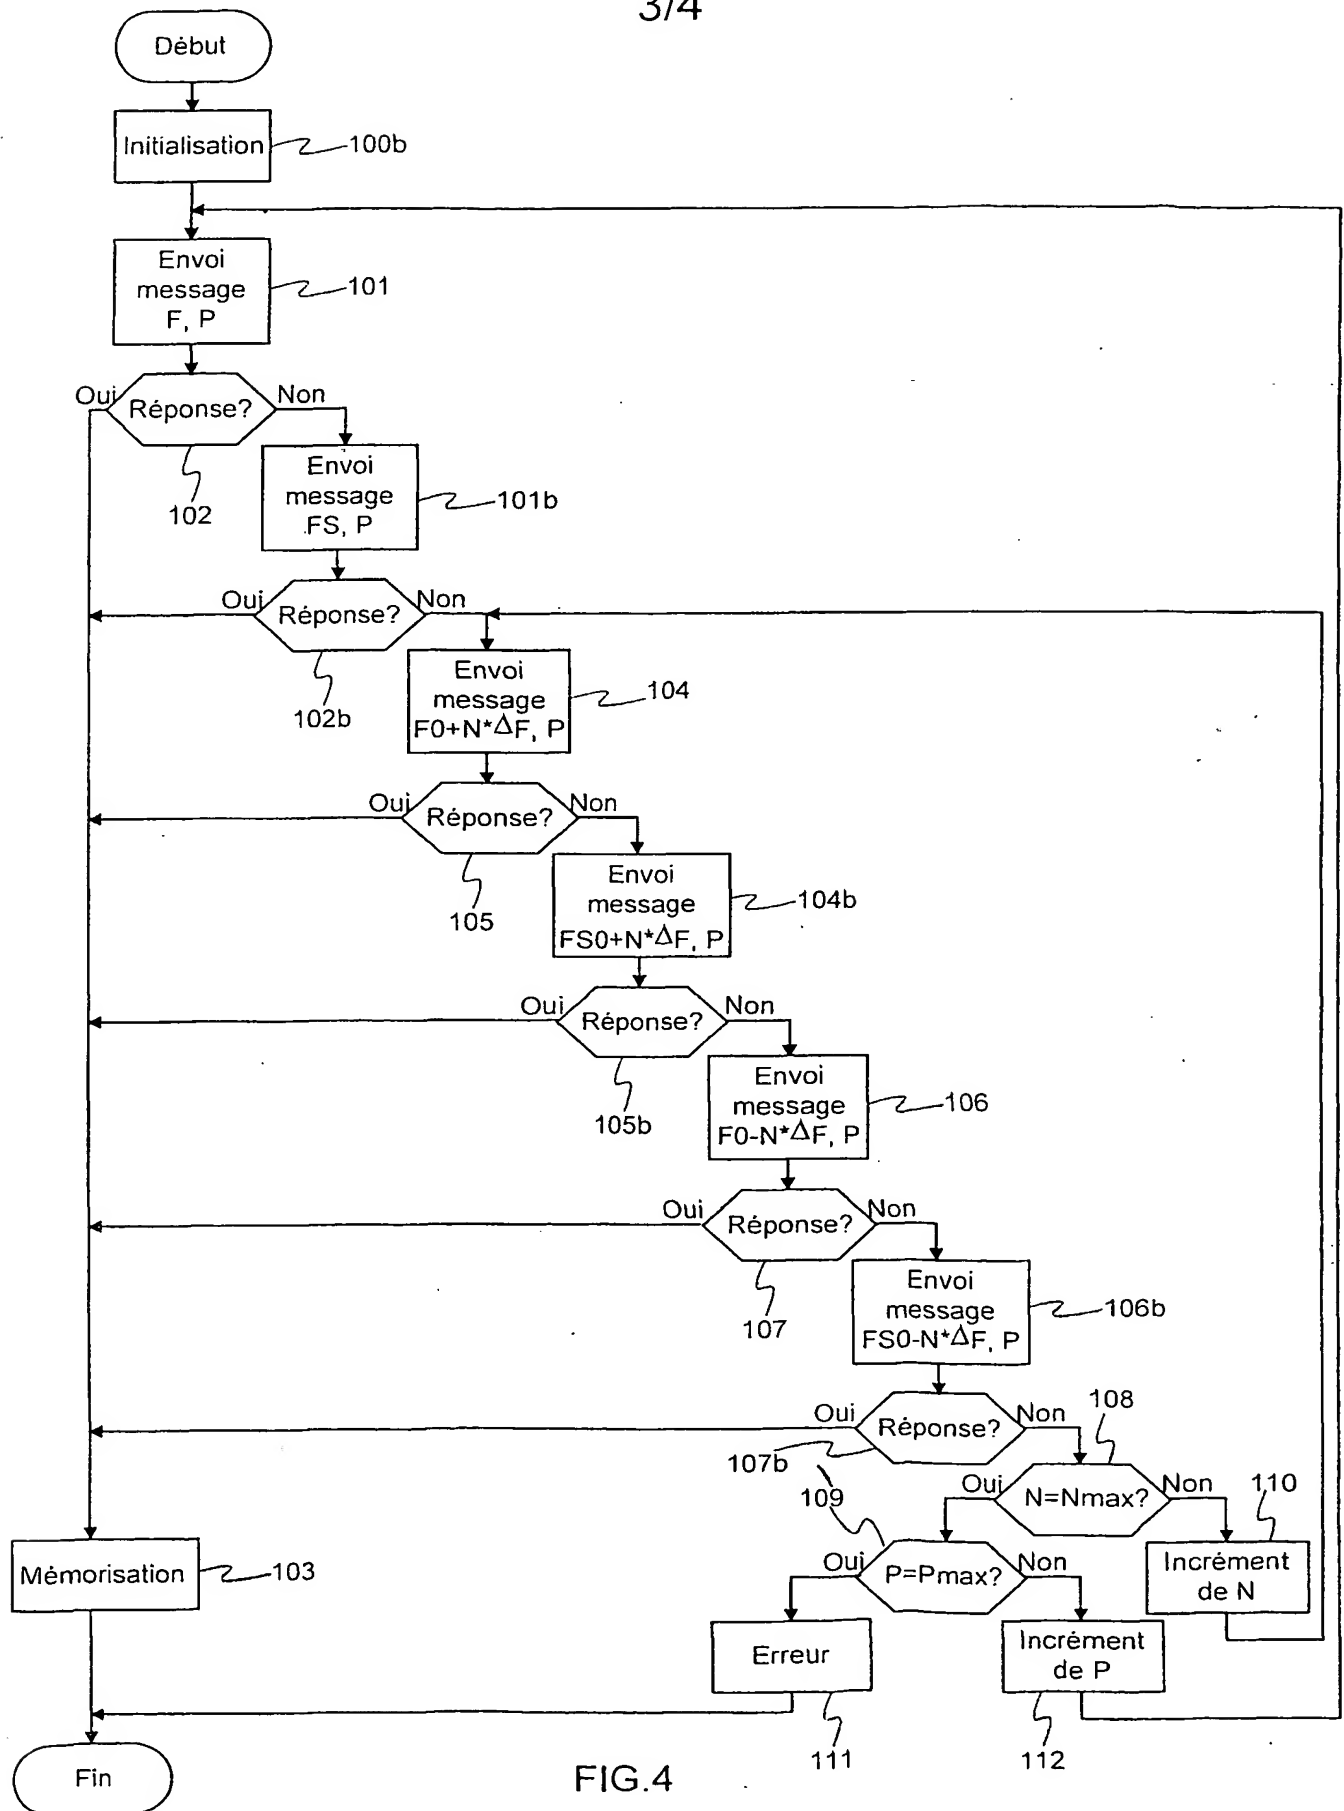 3/4
Début
Initialisation
100b
Envoi
message
F, P
101
Oui
Réponse?
Non
102
Envoi
message
FS, P
101b
Oui
Réponse?
Non
102b
Envoi
message
F0+N*ΔF, P
104
Oui
Réponse?
Non
105
Envoi
message
FS0+N*ΔF, P
104b
Oui
Réponse?
Non
105b
Envoi
message
F0-N*ΔF, P
106
Oui
Réponse?
Non
107
Envoi
message
FS0-N*ΔF, P
106b
Oui
Réponse?
Non
107b
108
Oui
N=Nmax?
Non
109
110
Oui
P=Pmax?
Non
Incrément
de N
Mémorisation
103
Erreur
111
Incrément
de P
112
Fin
FIG.4